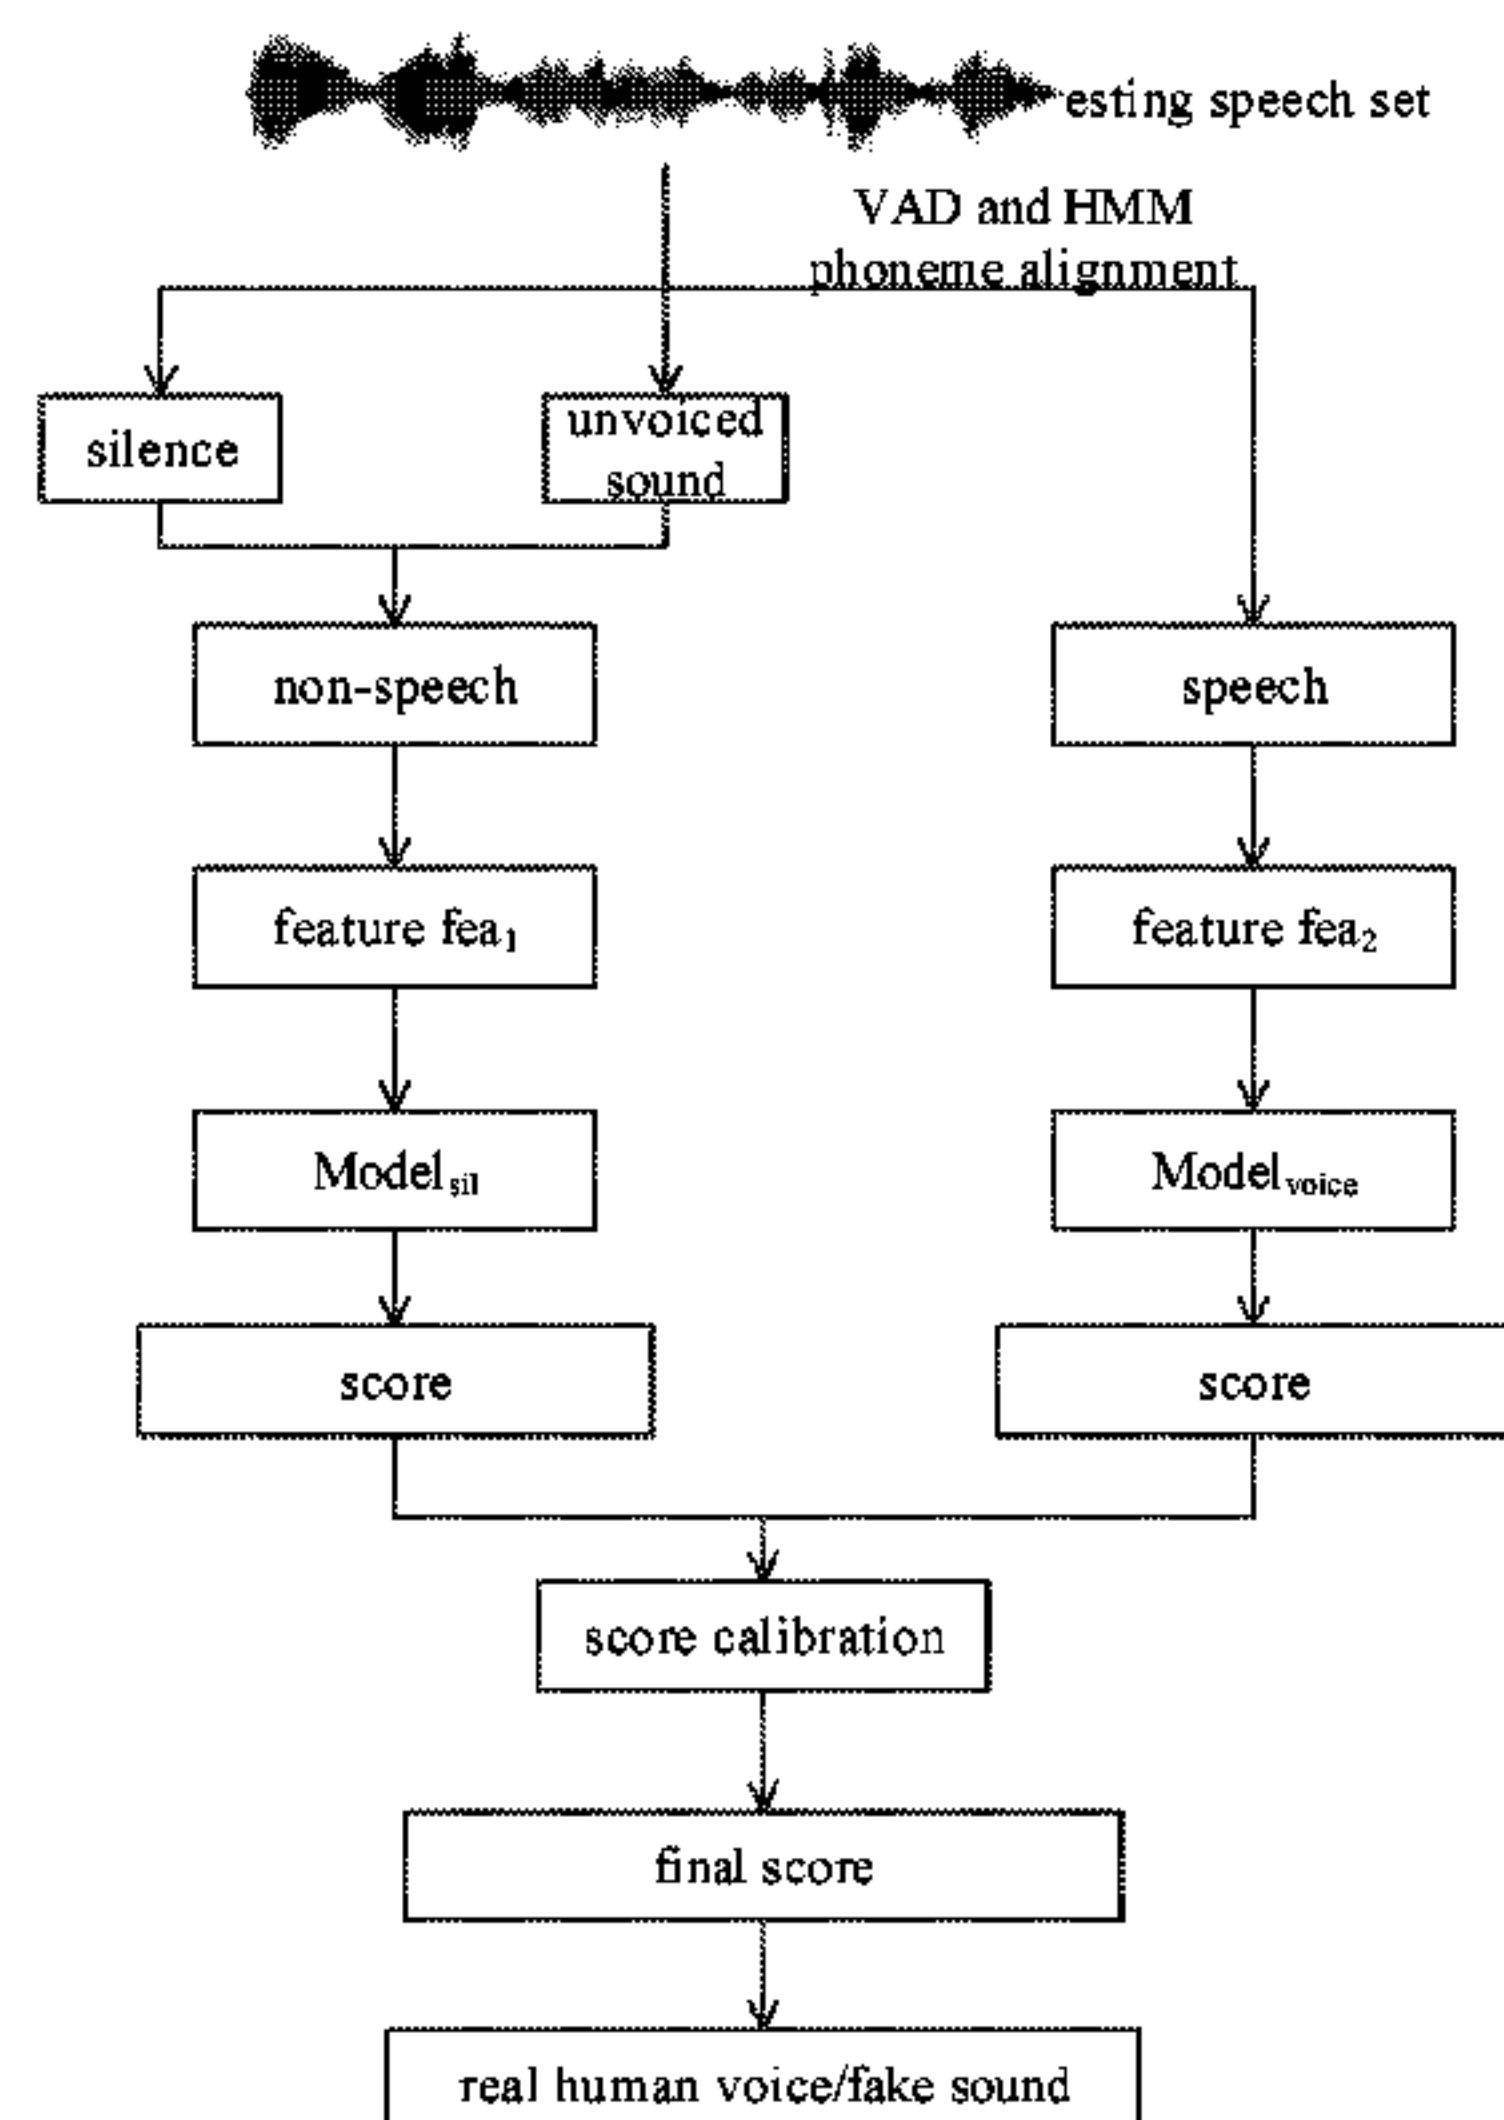 esting speech set
VAD and HMM
phoneme alignment
silence
unvoiced
sound
non-speech
speech
feature fea₁
feature fea₂
Modelsil
Modelvoice
score
score
score calibration
final score
real human voice/fake sound